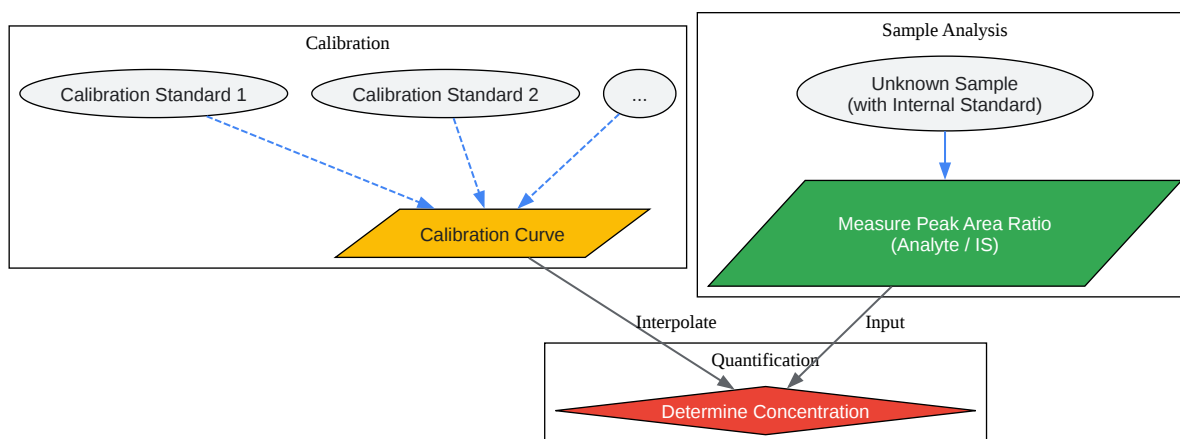 Calibration
Calibration Standard 1
Calibration Standard 2
...
Calibration Curve
Sample Analysis
Unknown Sample
(with Internal Standard)
Measure Peak Area Ratio
(Analyte / IS)
Interpolate
Input
Quantification
Determine Concentration